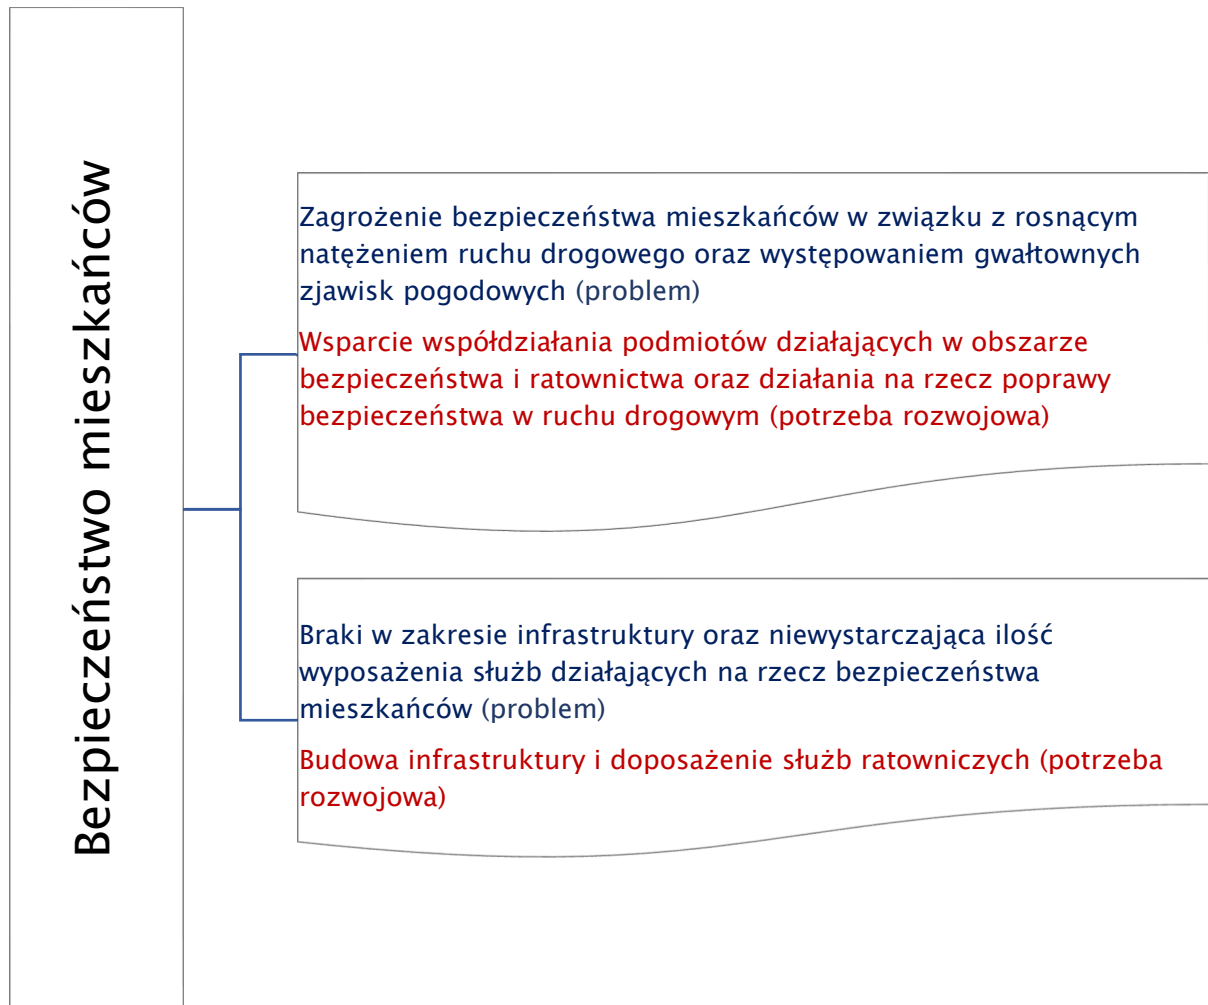 Bezpieczeństwo mieszkańców
Zagrożenie bezpieczeństwa mieszkańców w związku z rosnącym
natężeniem ruchu drogowego oraz występowaniem gwałtownych
zjawisk pogodowych (problem)
Wsparcie współdziałania podmiotów działających w obszarze
bezpieczeństwa i ratownictwa oraz działania na rzecz poprawy
bezpieczeństwa w ruchu drogowym (potrzeba rozwojowa)
Braki w zakresie infrastruktury oraz niewystarczająca ilość
wyposażenia służb działających na rzecz bezpieczeństwa
mieszkańców (problem)
Budowa infrastruktury i doposażenie służb ratowniczych (potrzeba
rozwojowa)